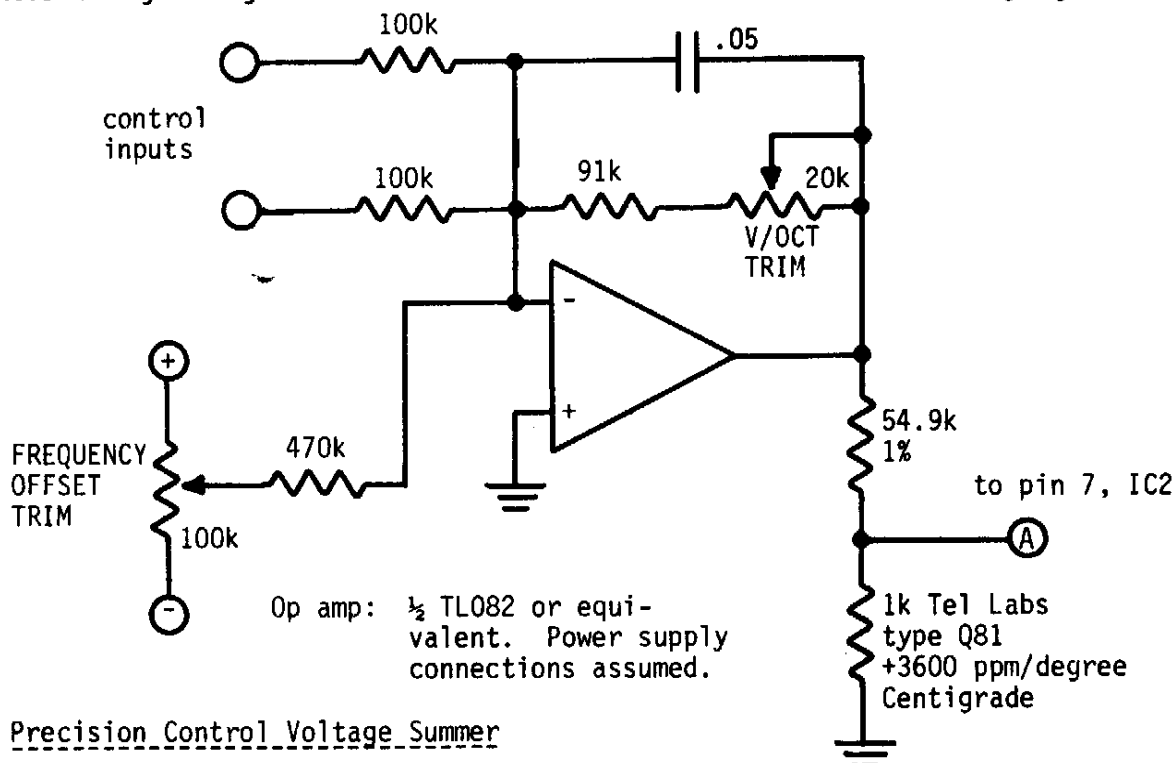 100k
.05
control
inputs
100k
91k
20k
V/OCT
TRIM
-
+
+
FREQUENCY
OFFSET
TRIM
470k
100k
-
54.9k
1%
to pin 7, IC2
A
Op amp: ½ TL082 or equi-
valent. Power supply
connections assumed.
1k Tel Labs
type Q81
+3600 ppm/degree
Centigrade
Precision Control Voltage Summer